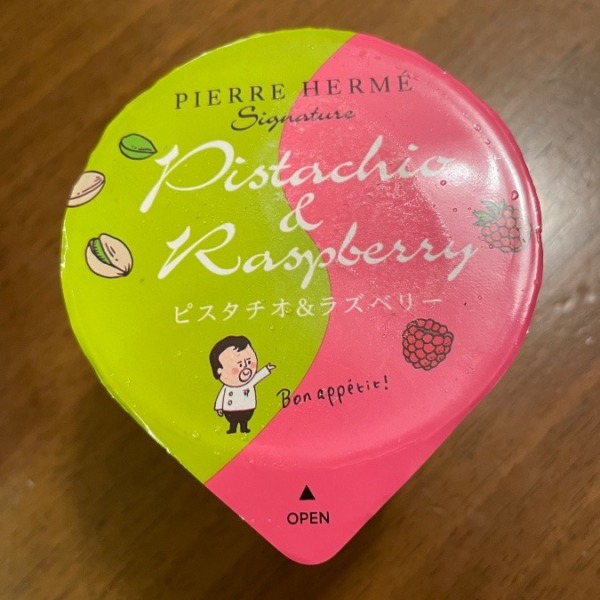 PIERRE HERMÉ
Signature
Pistachio
&
Raspberry
ピスタチオ&ラズベリー
Bon appétit!
▲
OPEN